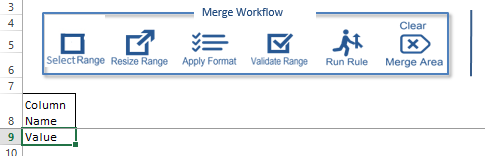 3
Merge Workflow
4
Clear
5
Select Range Resize Range Apply Format Validate Range Run Rule Merge Area
6
7
Column
8 Name
9 Value
10